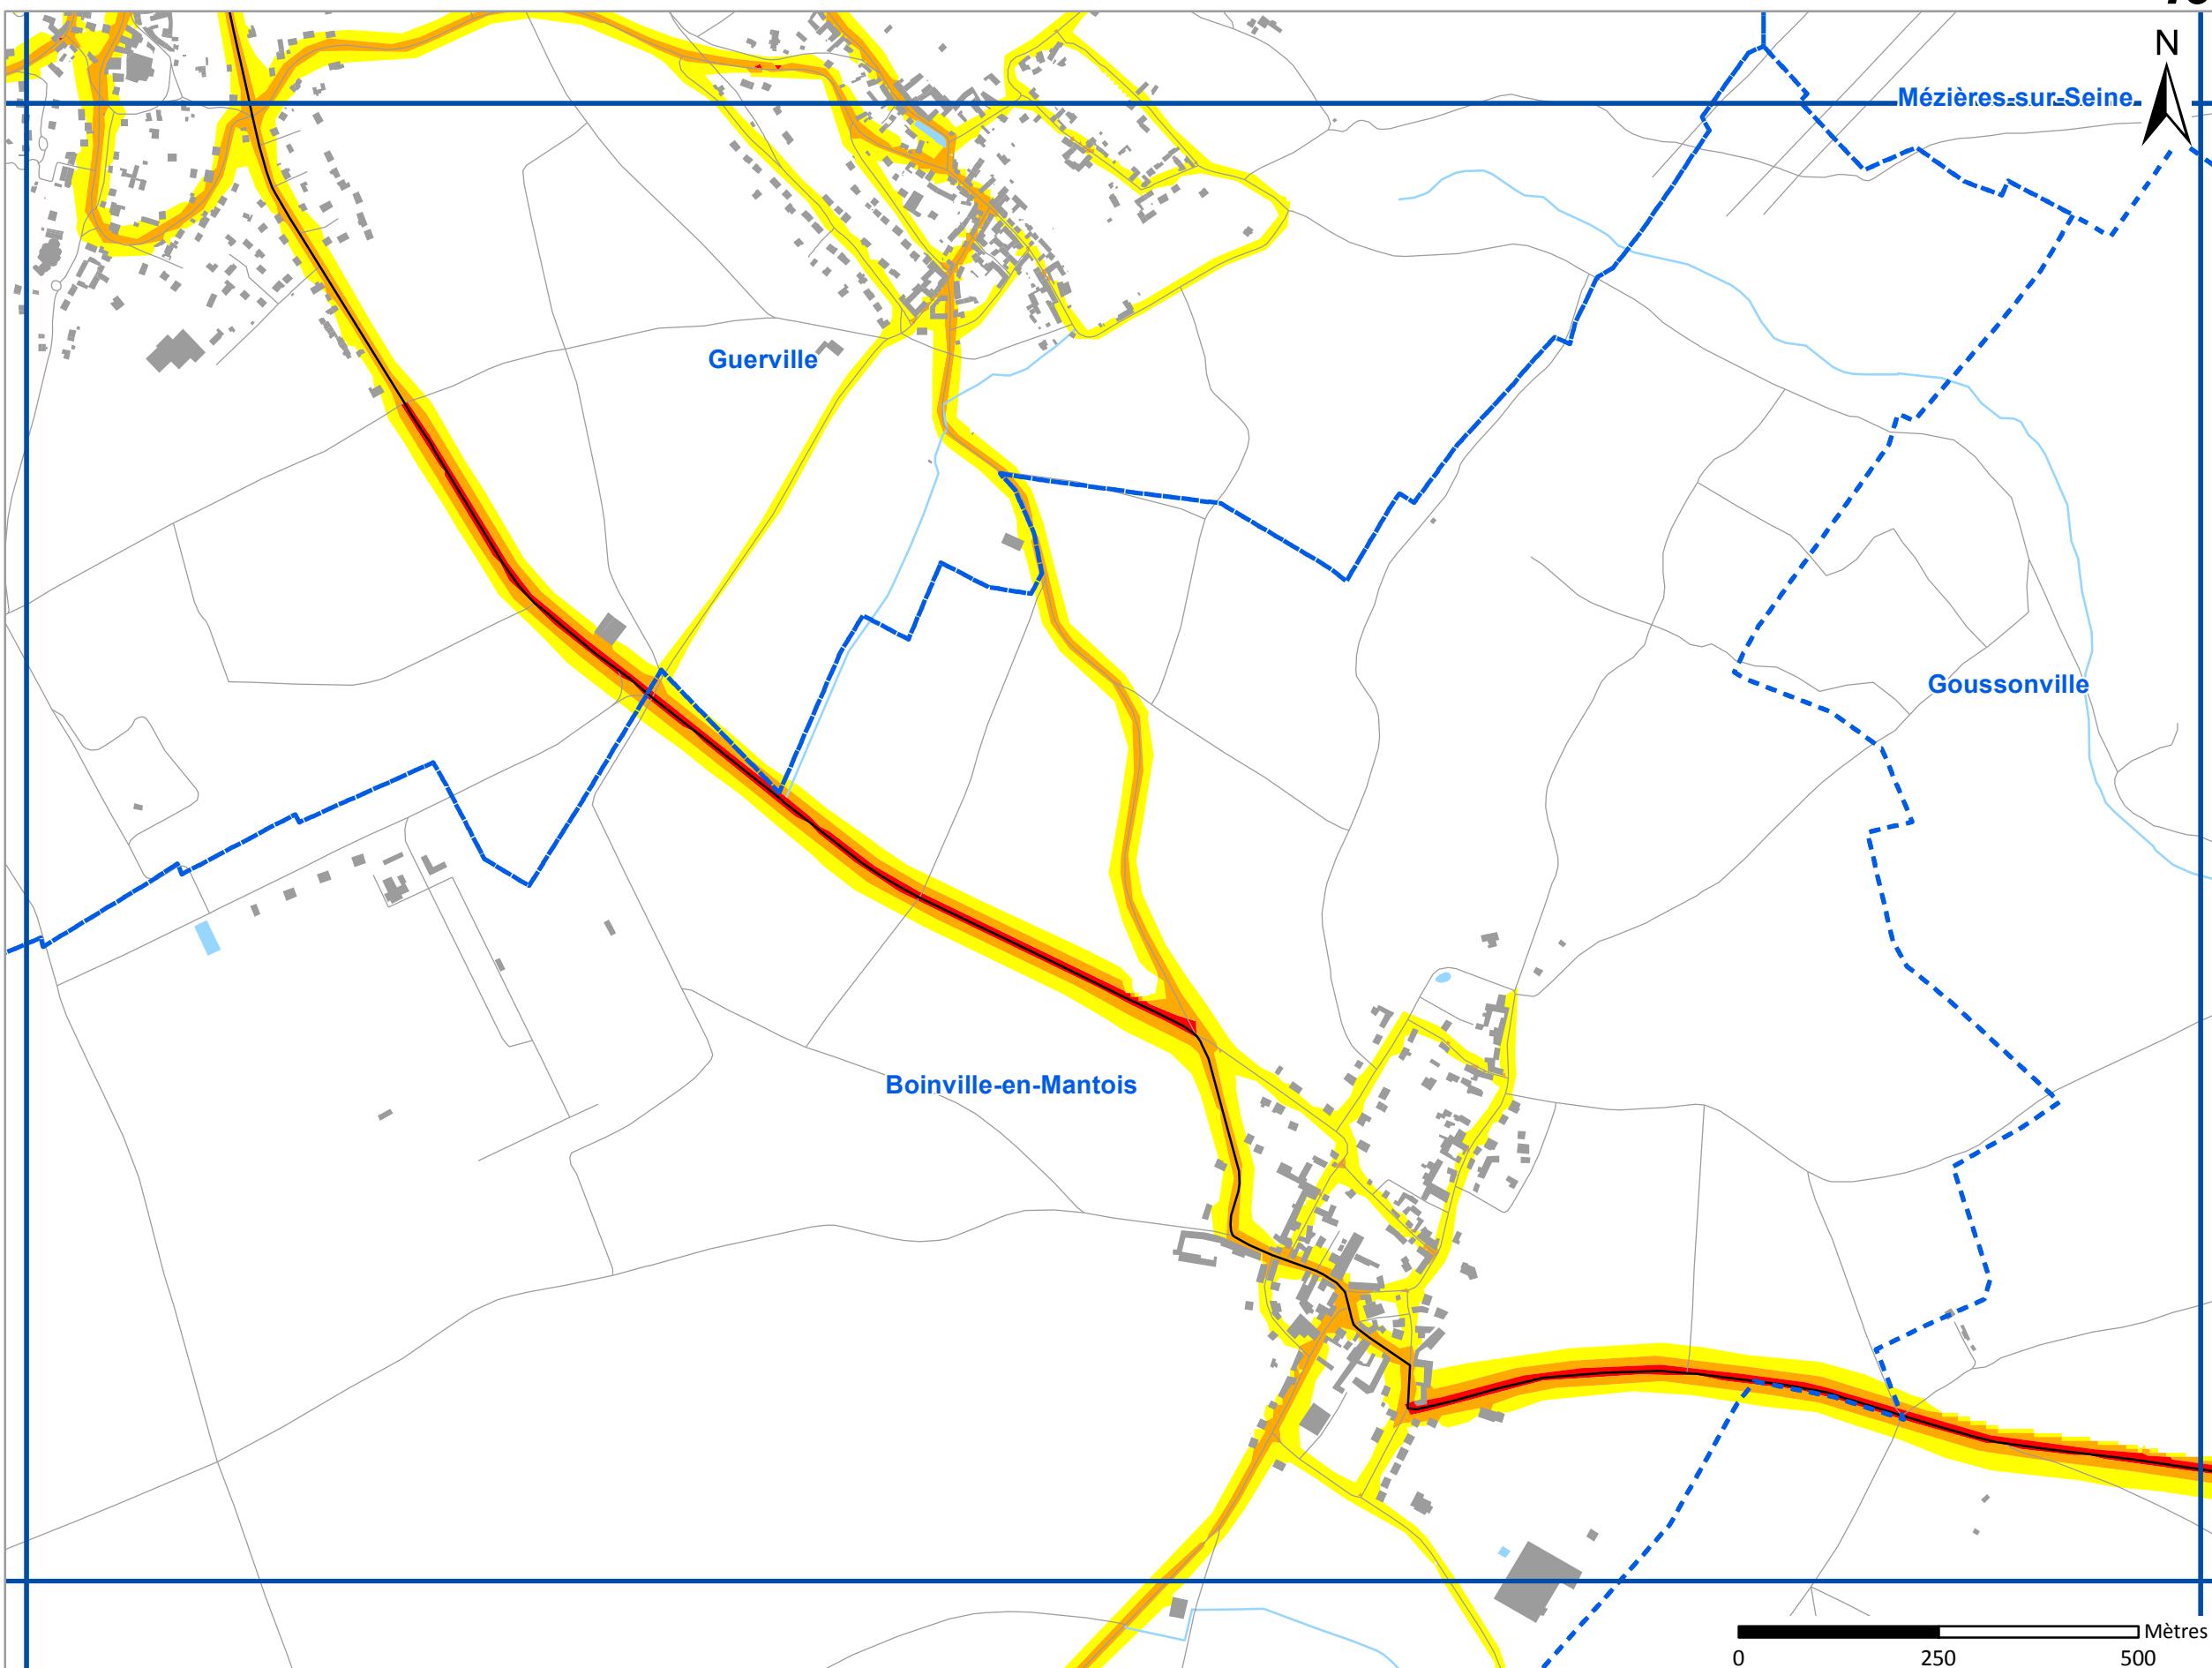 N
Mézières-sur-Seine
Guerville
Goussonville
Boinville-en-Mantois
Mètres
0 250 500